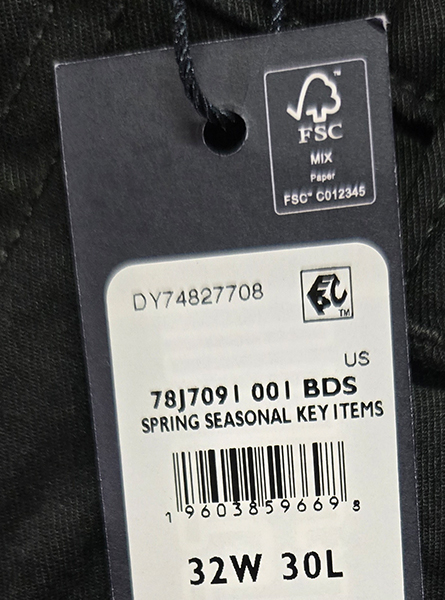 FSC
MIX
Paper
FSC® C012345
DY74827708
TM
US
78J7091 001 BDS
SPRING SEASONAL KEY ITEMS
1 96038 59669 8
32W 30L